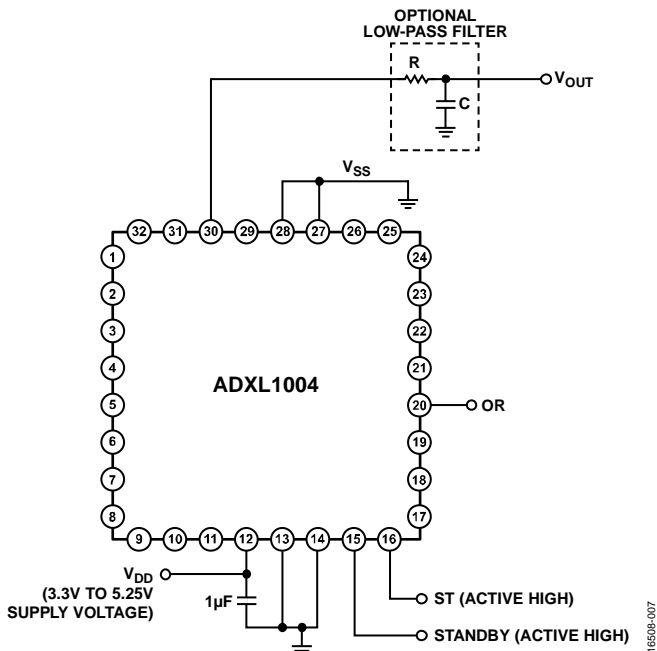 OPTIONAL
LOW-PASS FILTER
R
VOUT
C
VSS
32 31 30 29 28 27 26 25
1 24
2 23
3 22
4 21
ADXL1004
5 20 OR
6 19
7 18
8 17
9 10 11 12 13 14 15 16
VDD
(3.3V TO 5.25V
SUPPLY VOLTAGE)
1µF
ST (ACTIVE HIGH)
STANDBY (ACTIVE HIGH)
16508-007